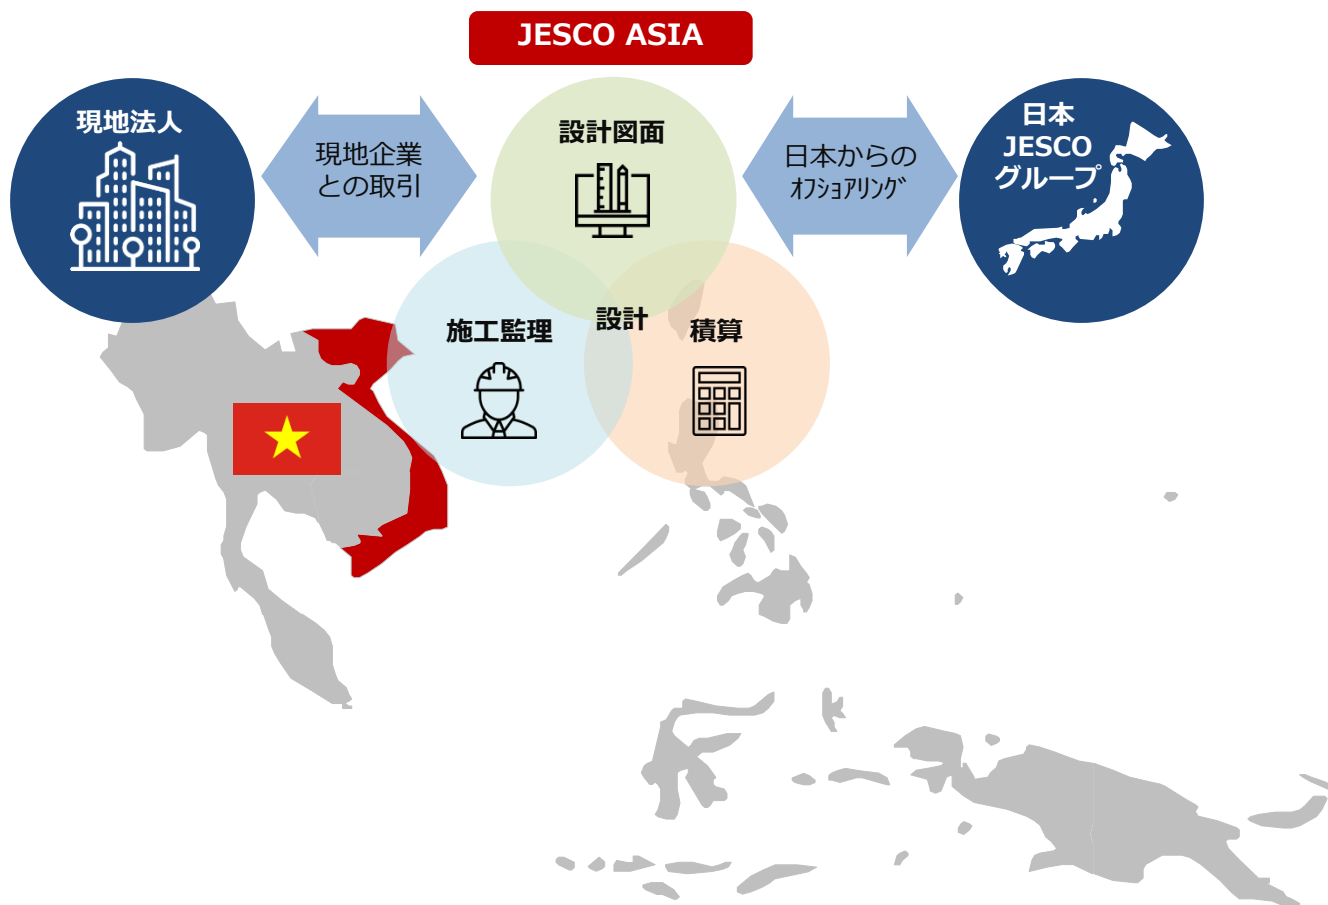 JESCO ASIA
現地法人
現地企業
との取引
設計図面
日本からの
ｵﾌｼｮｱﾘﾝｸﾞ
日本
JESCO
グループ
施工監理
設計
積算